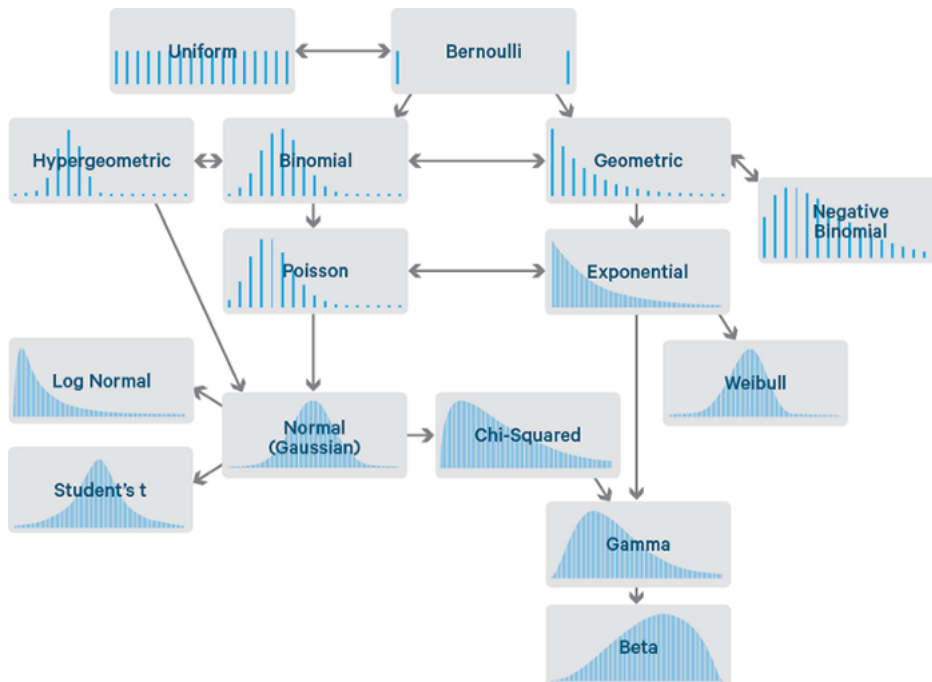 Uniform
Bernoulli
Hypergeometric
Binomial
Geometric
Negative
Binomial
Poisson
Exponential
Log Normal
Weibull
Normal
(Gaussian)
Chi-Squared
Student's t
Gamma
Beta